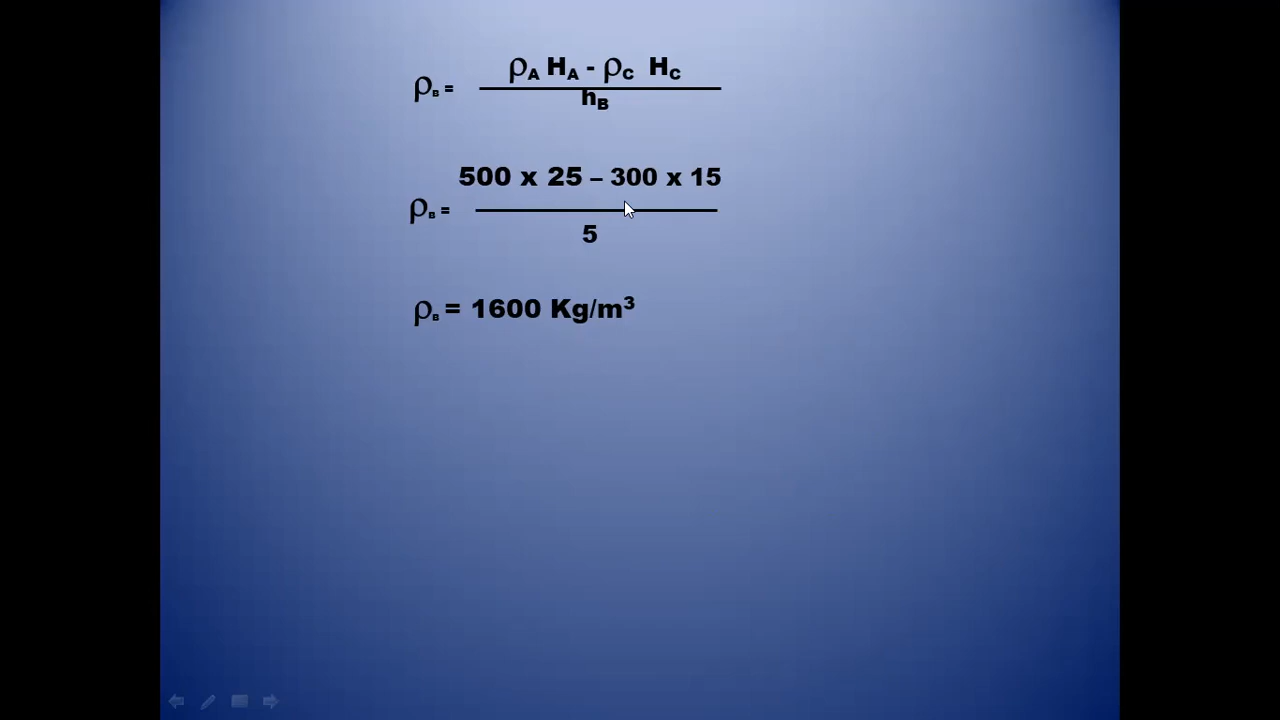 ρA HA - ρC HC
ρB =
hB
500 x 25 – 300 x 15
ρB =
5
ρB = 1600 Kg/m³